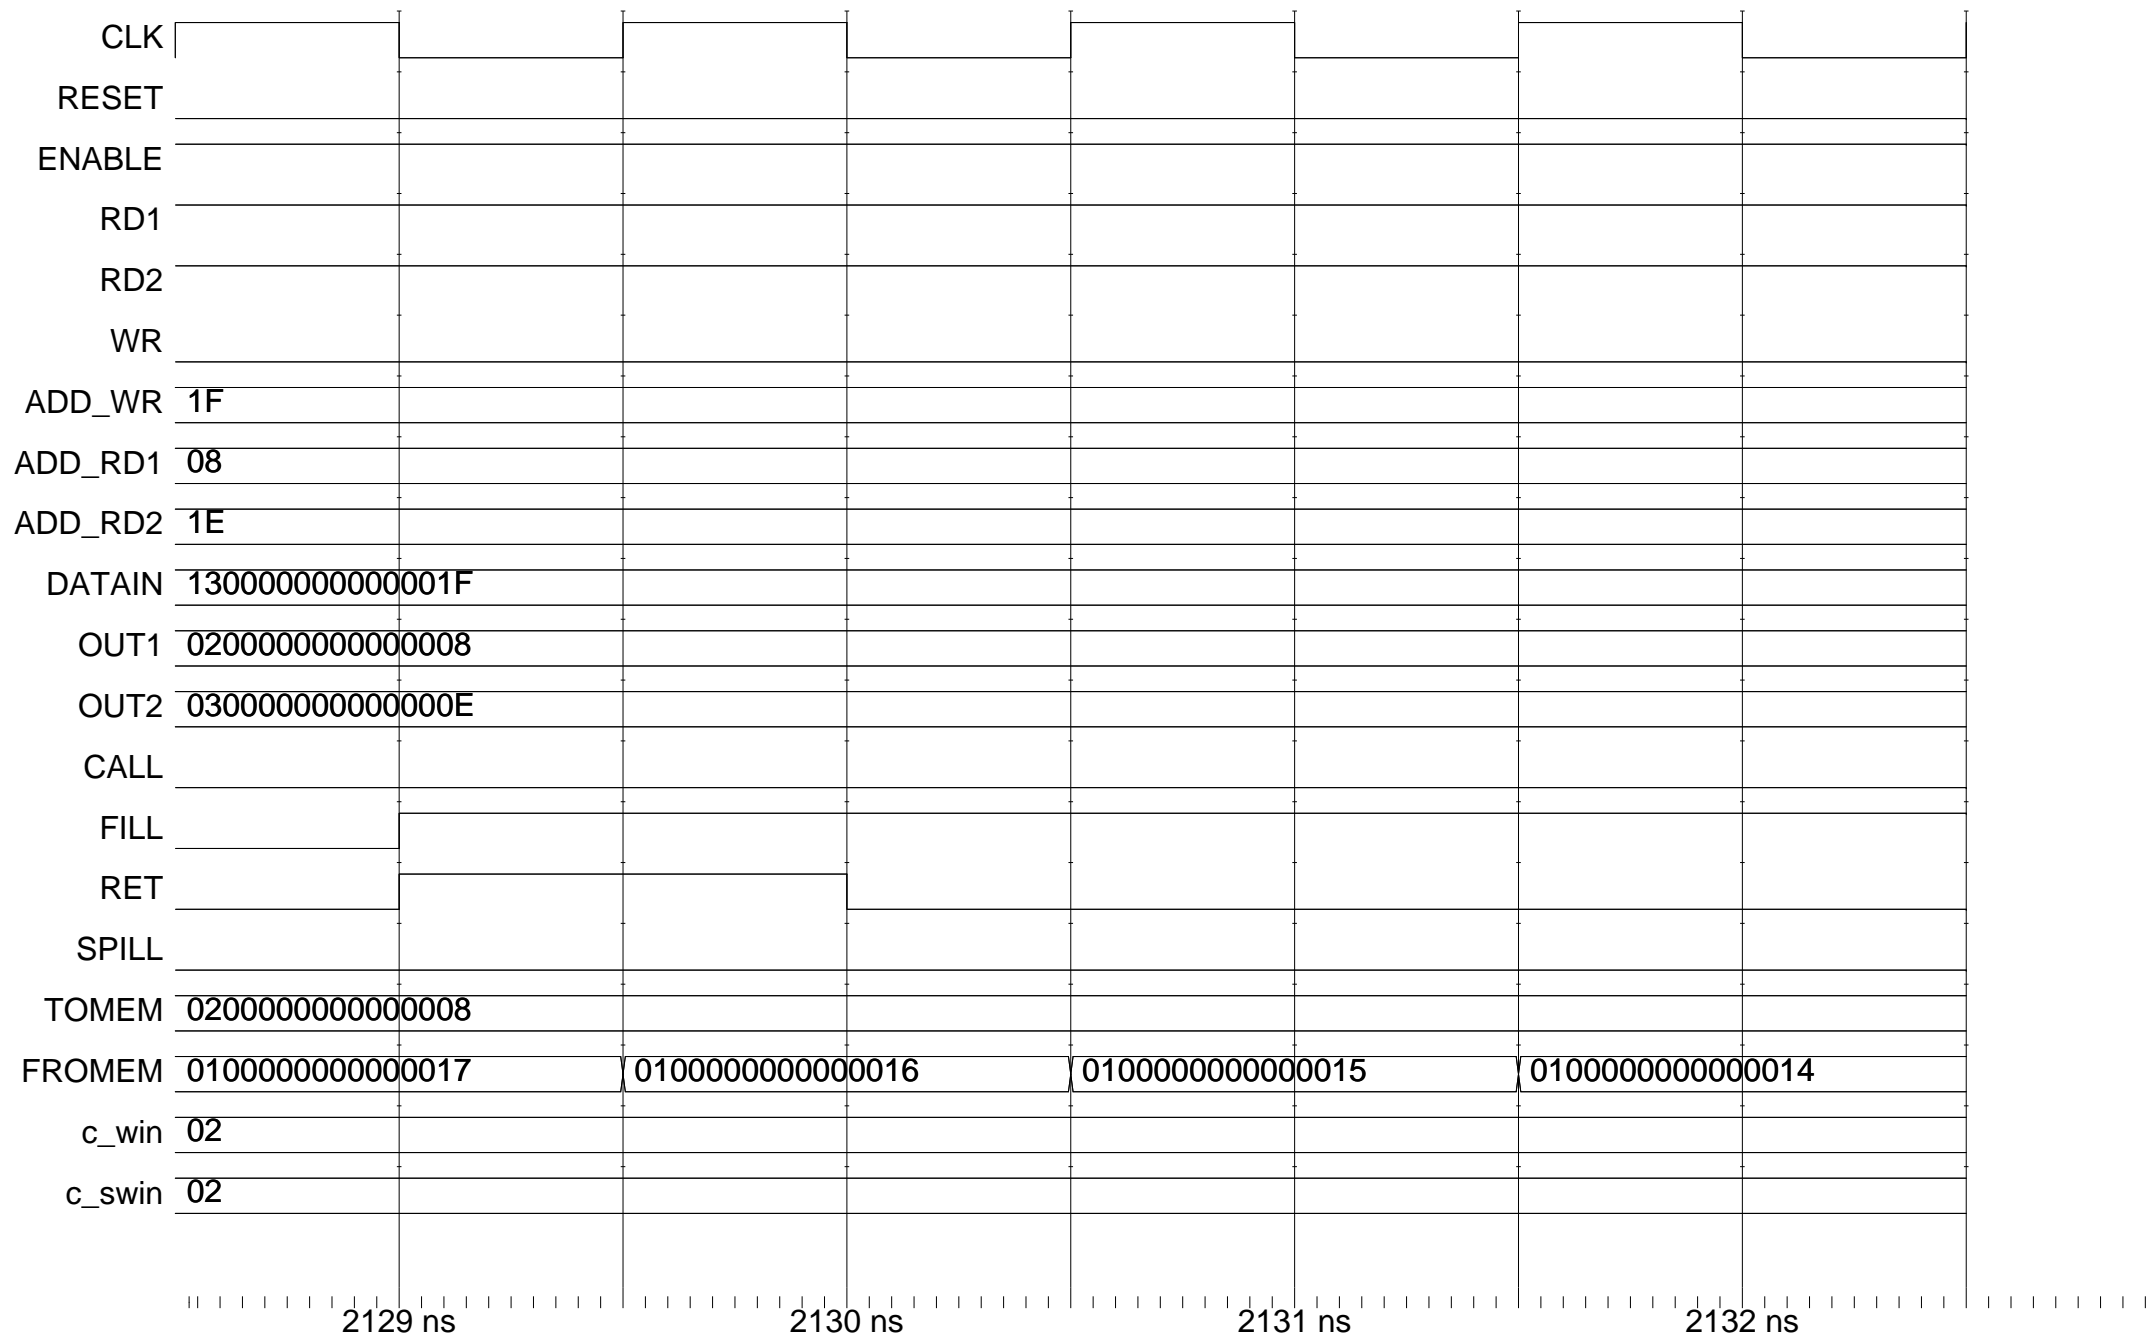 CLK
RESET
ENABLE
RD1
RD2
WR
ADD_WR 1F
ADD_RD1 08
ADD_RD2 1E
DATAIN 130000000000001F
OUT1 0200000000000008
OUT2 030000000000000E
CALL
FILL
RET
SPILL
TOMEM 0200000000000008
FROMEM 0100000000000017 0100000000000016 0100000000000015 0100000000000014
c_win 02
c_swin 02
2129 ns 2130 ns 2131 ns 2132 ns